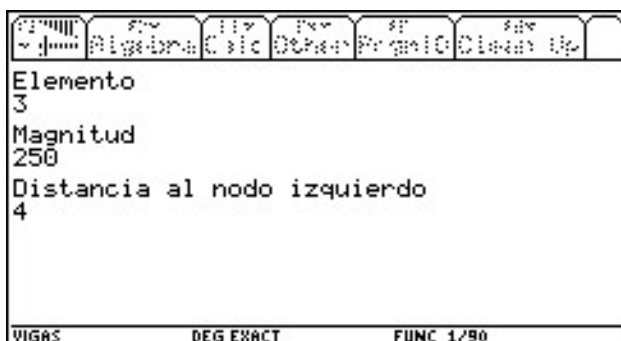 Algebra Calc Other PrgmIO Clean Up
Elemento
3
Magnitud
250
Distancia al nodo izquierdo
4
VIGAS DEG EXACT FUNC 1/90